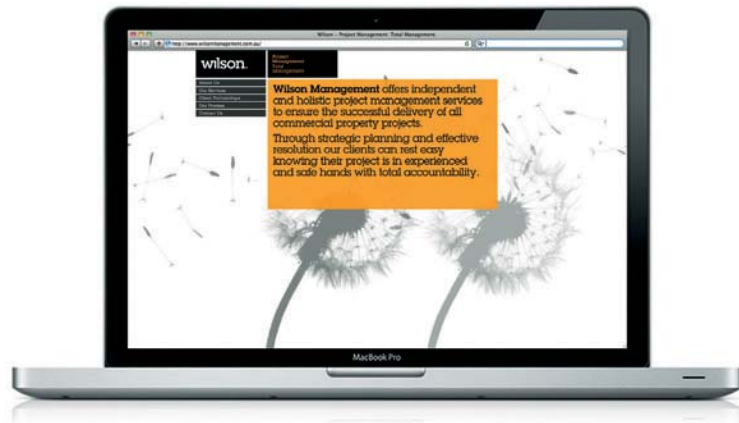 Wilson – Project Management: Total Management.
http://www.wilsonmanagement.com.au/
wilson.
Project
Management
Total
Management
About Us
Our Services
Client Partnerships
Our Process
Contact Us
Wilson Management offers independent
and holistic project management services
to ensure the successful delivery of all
commercial property projects.
Through strategic planning and effective
resolution our clients can rest easy
knowing their project is in experienced
and safe hands with total accountability.
MacBook Pro